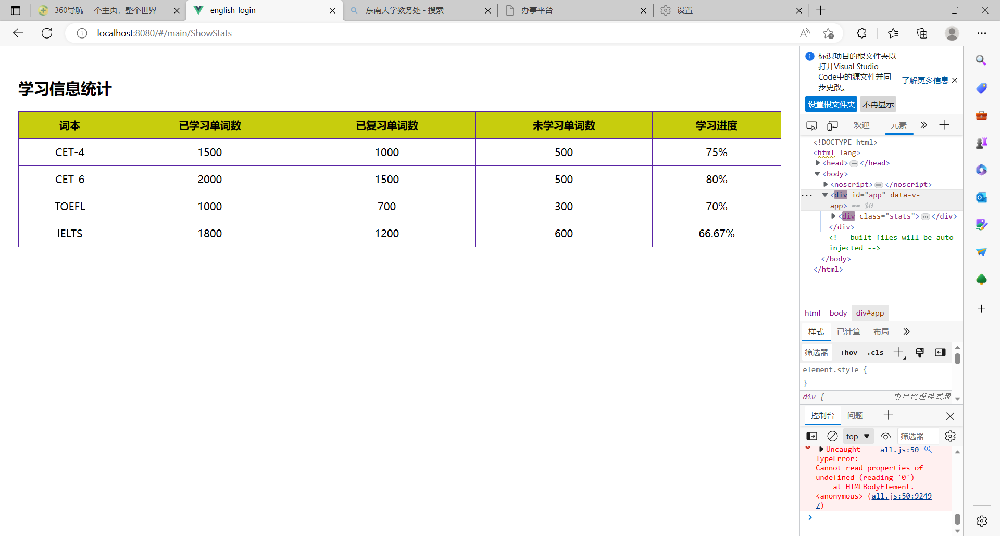 360导航_一个主页，整个世界
english_login
东南大学教务处 - 搜索
办事平台
设置
localhost:8080/#/main/ShowStats
学习信息统计
词本 已学习单词数 已复习单词数 未学习单词数 学习进度
CET-4 1500 1000 500 75%
CET-6 2000 1500 500 80%
TOEFL 1000 700 300 70%
IELTS 1800 1200 600 66.67%
标识项目的根文件夹以
打开Visual Studio
Code中的源文件并同
步更改。
了解更多信息
设置根文件夹 不再显示
欢迎 元素
<!DOCTYPE html>
<html lang>
<head>…</head>
<body>
<noscript>…</noscript>
<div id="app" data-v-
app> == $0
<div class="stats">…</div>
</div>
<!-- built files will be auto
injected -->
</body>
</html>
html body div#app
样式 已计算 布局
筛选器 :hov .cls
element.style {
}
div { 用户代理样式表
控制台 问题
top 筛选器
Uncaught all.js:50
TypeError:
Cannot read properties of
undefined (reading '0')
at HTMLBodyElement.
<anonymous> (all.js:50:9249
7)